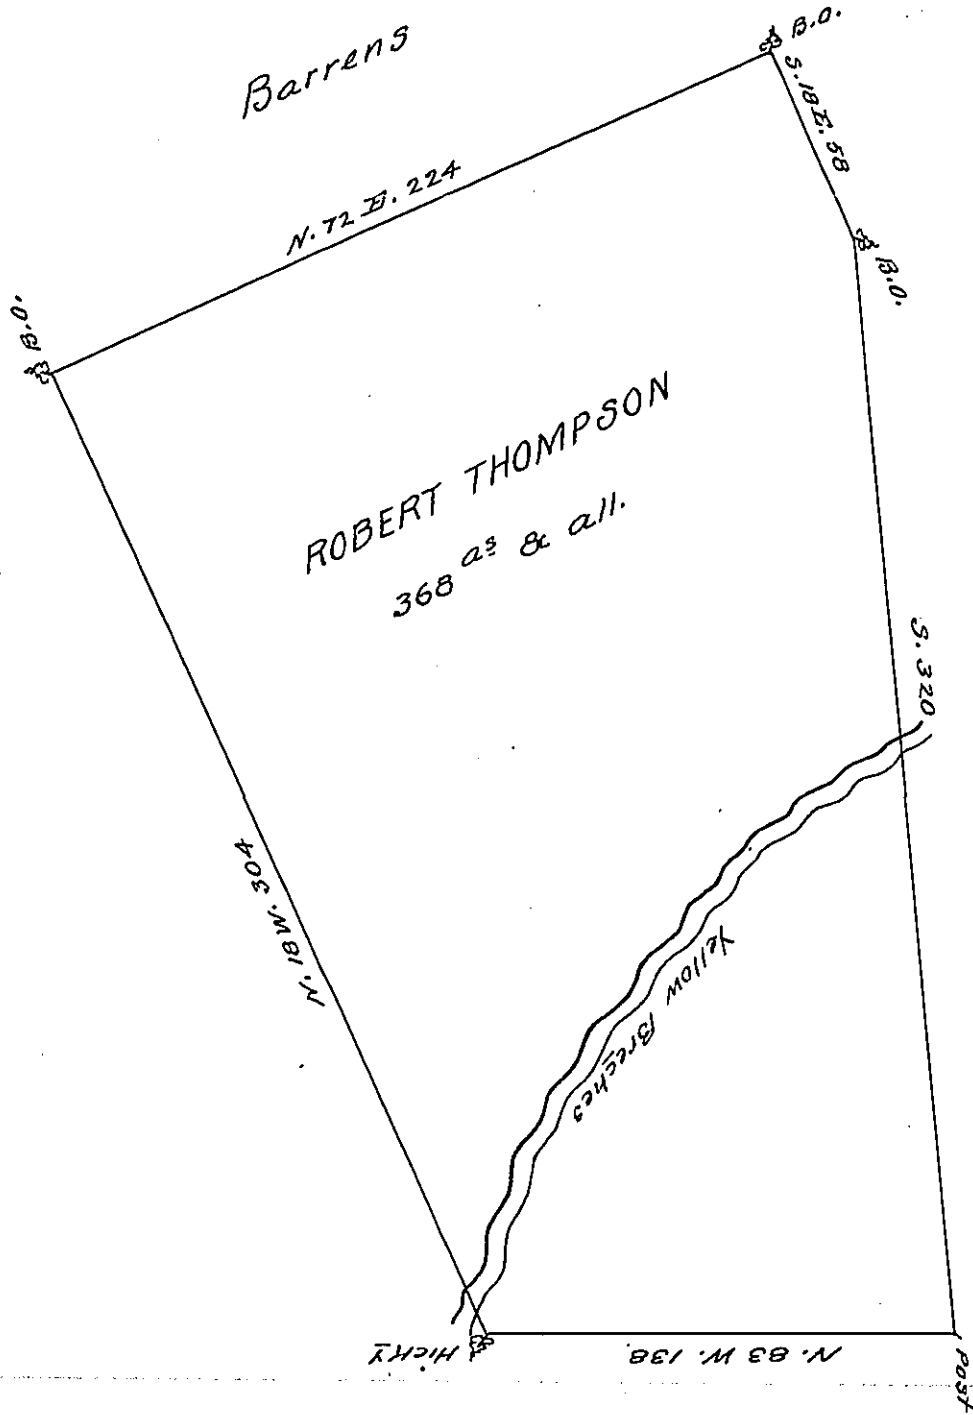 Barrens
B.O.
S. 18 E. 58
N. 72 E. 224
B.O.
B.O.
ROBERT THOMPSON
368 as & all.
S. 320
N. 18 W. 304
Yellow Breeches
Hicky
N. 83 W. 138
Post